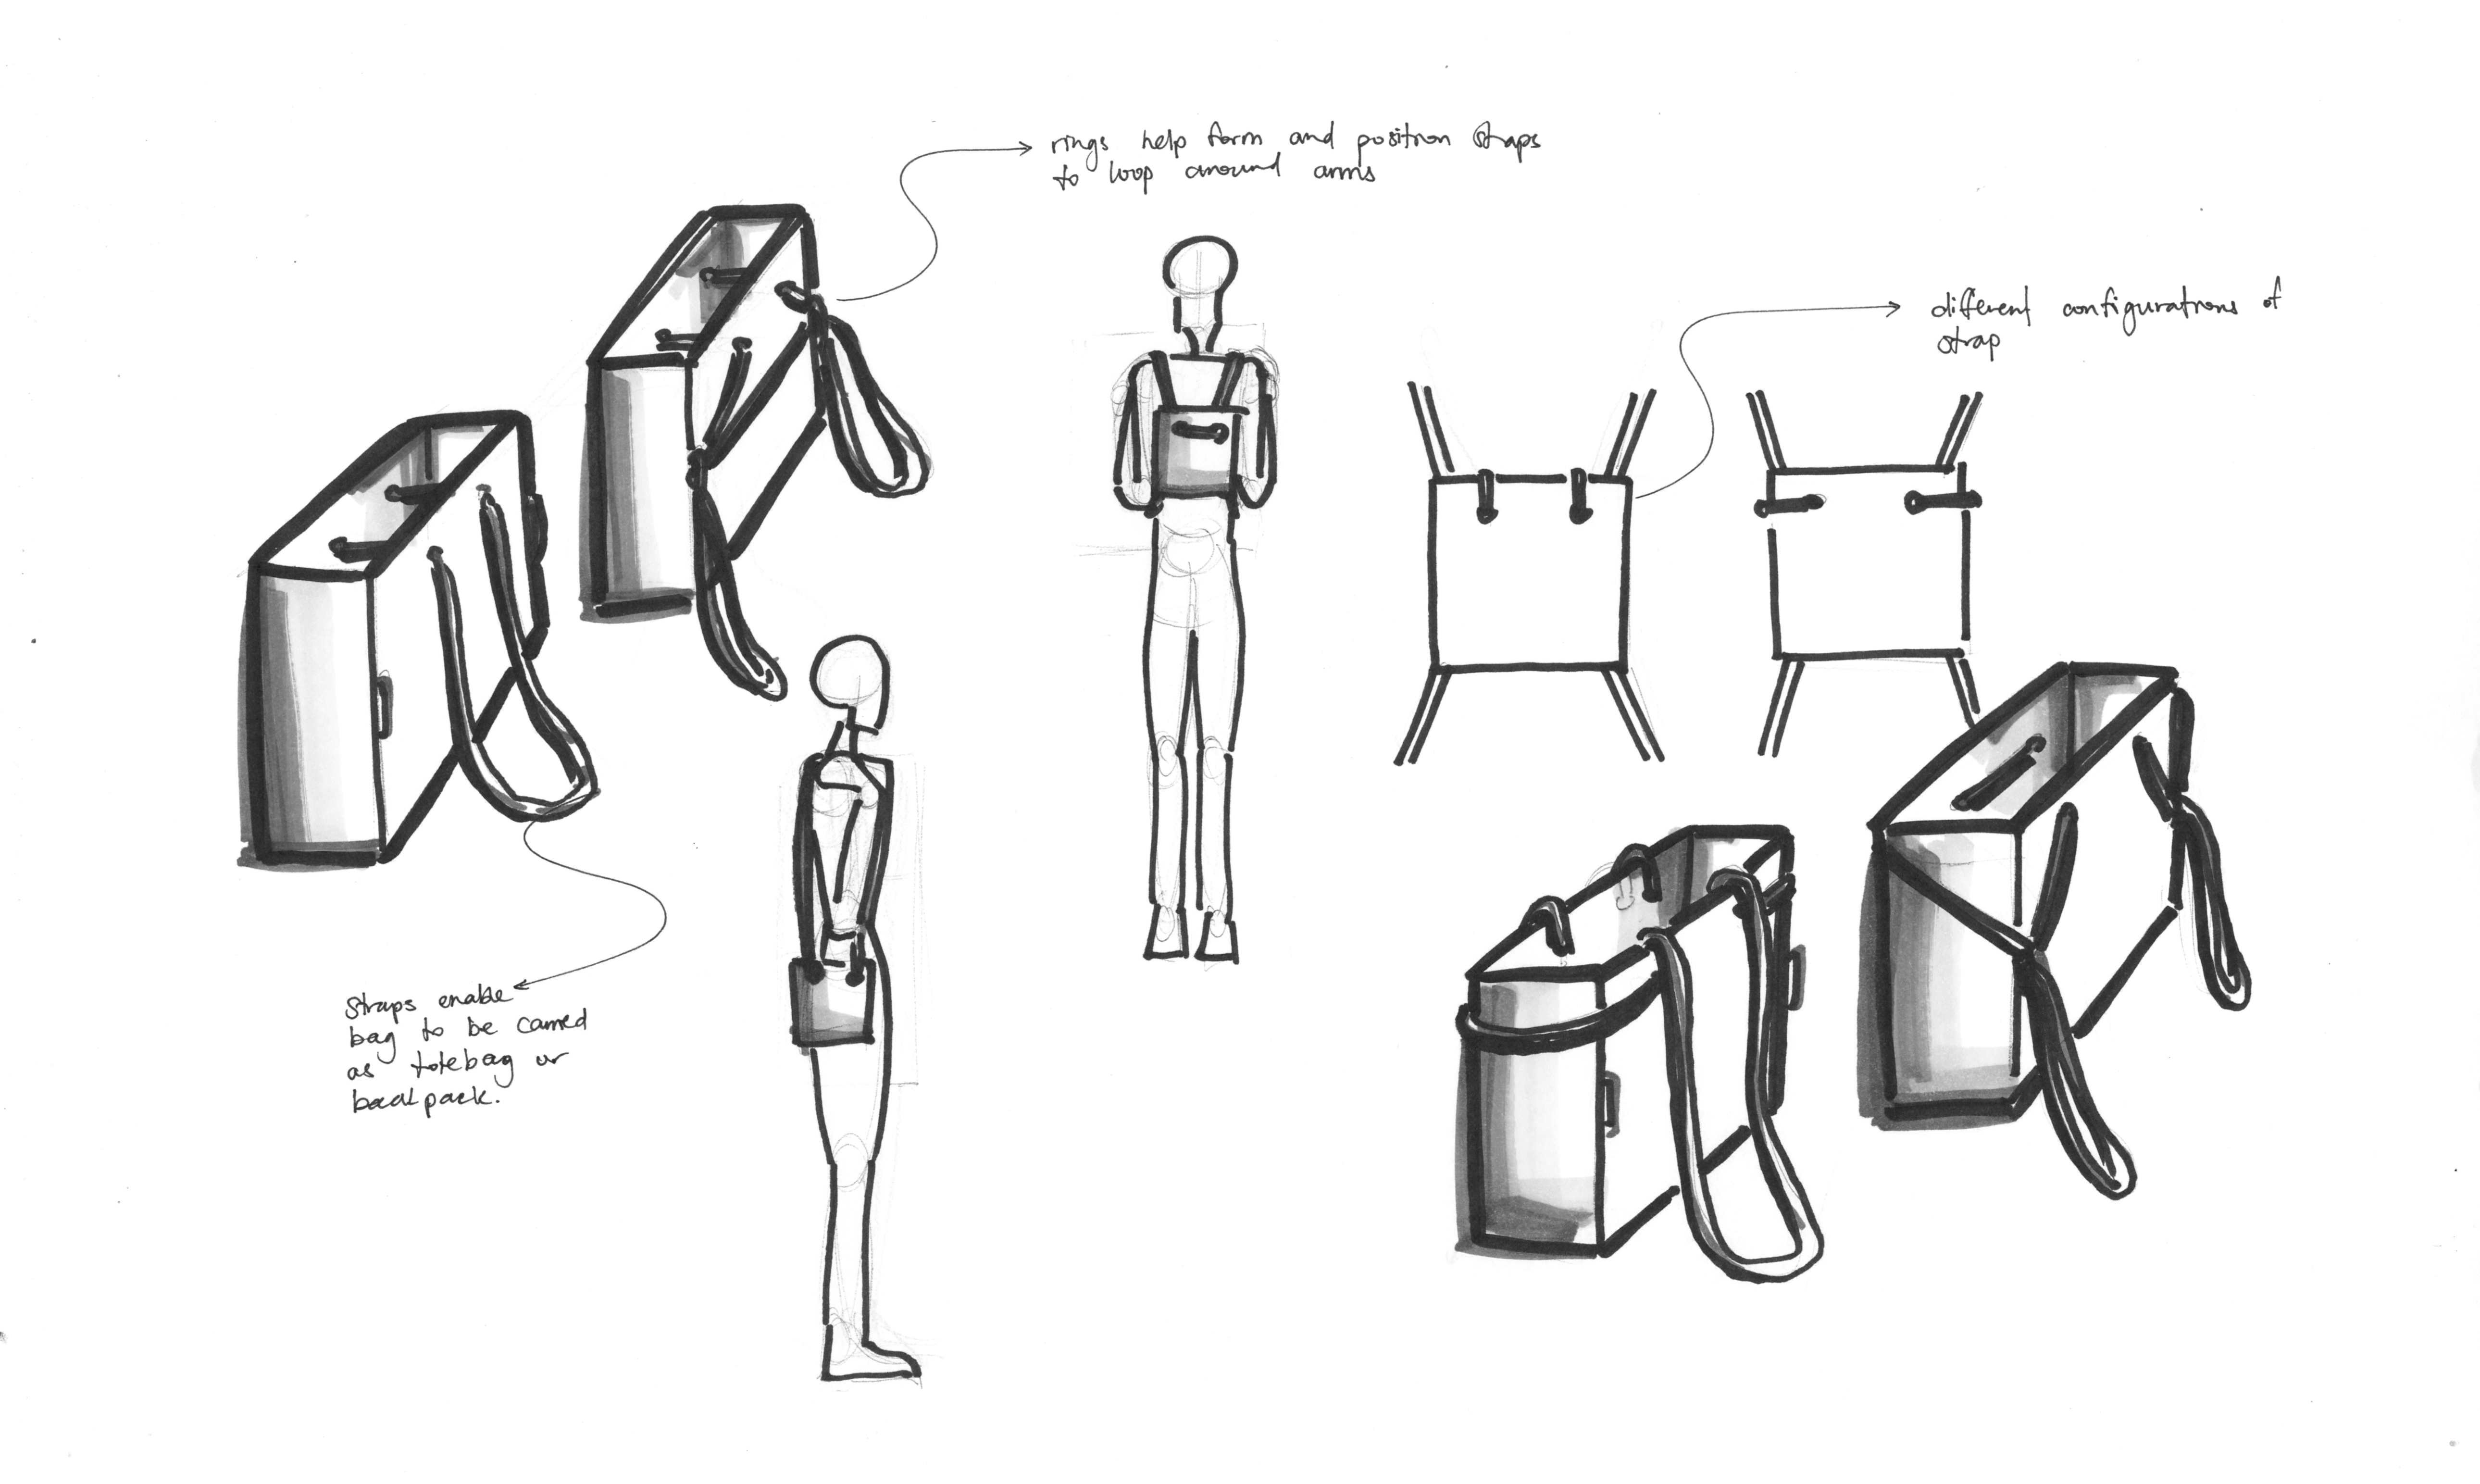 rings help form and position straps
to loop around arms
different configurations of
strap
straps enable
bag to be carried
as totebag or
backpack.